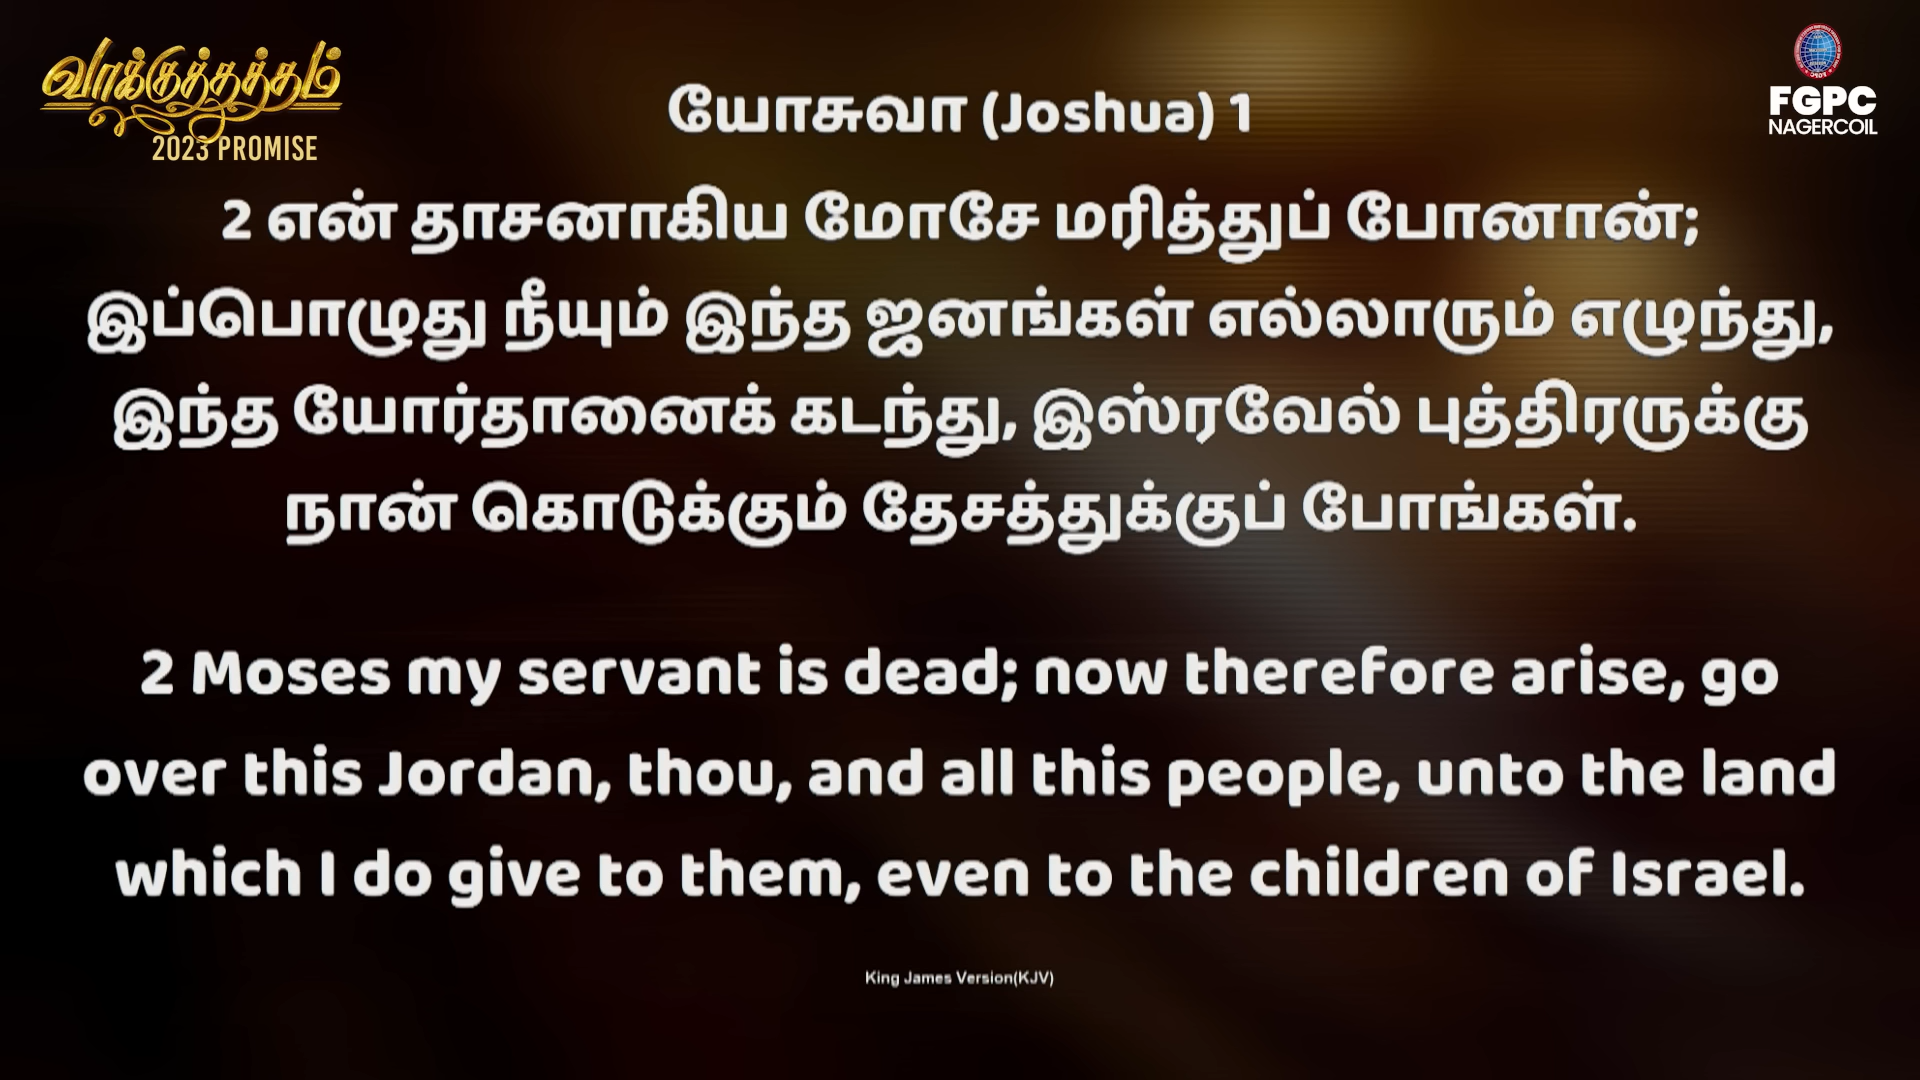 வாக்குத்தத்தம்
2023 PROMISE
FGPC
NAGERCOIL
யோசுவா (Joshua) 1
2 என் தாசனாகிய மோசே மரித்துப் போனான்;
இப்பொழுது நீயும் இந்த ஜனங்கள் எல்லாரும் எழுந்து,
இந்த யோர்தானைக் கடந்து, இஸ்ரவேல் புத்திரருக்கு
நான் கொடுக்கும் தேசத்துக்குப் போங்கள்.
2 Moses my servant is dead; now therefore arise, go
over this Jordan, thou, and all this people, unto the land
which I do give to them, even to the children of Israel.
King James Version(KJV)